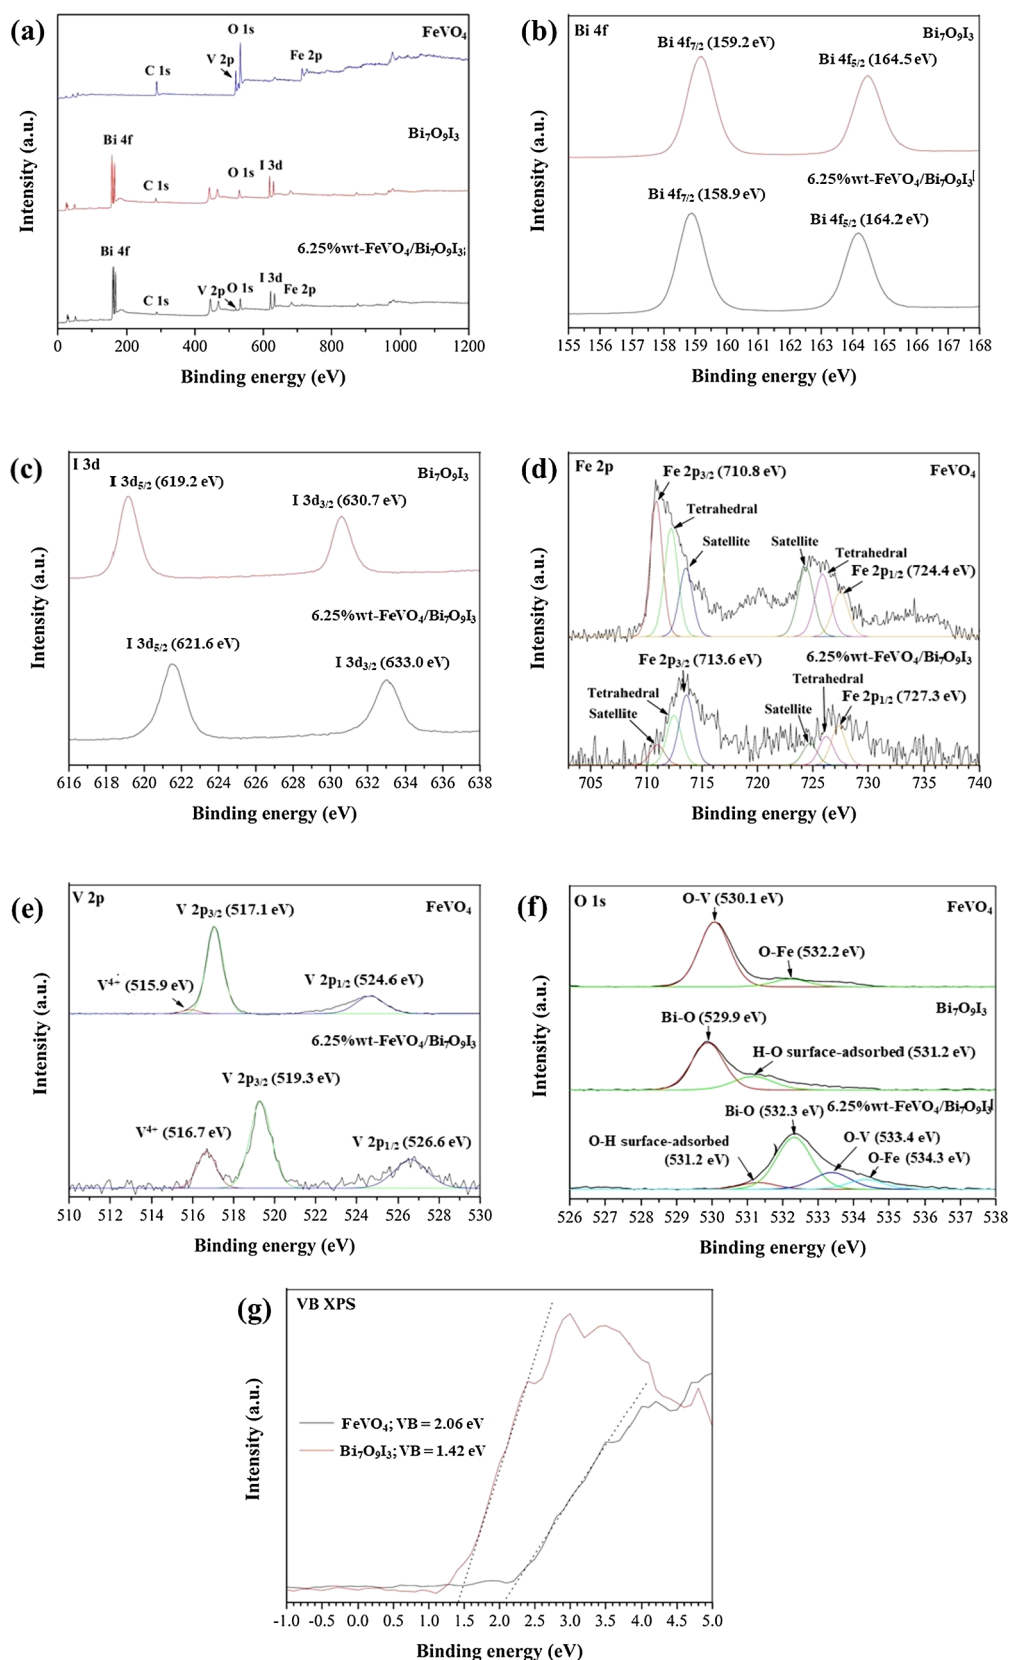 (a)
FeVO₄
O 1s
V 2p
Fe 2p
C 1s
Bi₇O₉I₃
Bi 4f
C 1s
O 1s
I 3d
6.25%wt-FeVO₄/Bi₇O₉I₃
Bi 4f
C 1s
V 2p
O 1s
I 3d
Fe 2p
Intensity (a.u.)
0 200 400 600 800 1000 1200
Binding energy (eV)
(b)
Bi 4f
Bi₇O₉I₃
Bi 4f₇/₂ (159.2 eV)
Bi 4f₅/₂ (164.5 eV)
6.25%wt-FeVO₄/Bi₇O₉I₃
Bi 4f₇/₂ (158.9 eV)
Bi 4f₅/₂ (164.2 eV)
Intensity (a.u.)
155 156 157 158 159 160 161 162 163 164 165 166 167 168
Binding energy (eV)
(c)
I 3d
Bi₇O₉I₃
I 3d₅/₂ (619.2 eV)
I 3d₃/₂ (630.7 eV)
6.25%wt-FeVO₄/Bi₇O₉I₃
I 3d₅/₂ (621.6 eV)
I 3d₃/₂ (633.0 eV)
Intensity (a.u.)
616 618 620 622 624 626 628 630 632 634 636 638
Binding energy (eV)
(d)
Fe 2p
FeVO₄
Fe 2p₃/₂ (710.8 eV)
Tetrahedral
Satellite
Satellite
Tetrahedral
Fe 2p₁/₂ (724.4 eV)
6.25%wt-FeVO₄/Bi₇O₉I₃
Fe 2p₃/₂ (713.6 eV)
Tetrahedral
Satellite
Tetrahedral
Satellite
Fe 2p₁/₂ (727.3 eV)
Intensity (a.u.)
705 710 715 720 725 730 735 740
Binding energy (eV)
(e)
V 2p
FeVO₄
V 2p₃/₂ (517.1 eV)
V⁴⁺ (515.9 eV)
V 2p₁/₂ (524.6 eV)
6.25%wt-FeVO₄/Bi₇O₉I₃
V 2p₃/₂ (519.3 eV)
V⁴⁺ (516.7 eV)
V 2p₁/₂ (526.6 eV)
Intensity (a.u.)
510 512 514 516 518 520 522 524 526 528 530
Binding energy (eV)
(f)
O 1s
FeVO₄
O-V (530.1 eV)
O-Fe (532.2 eV)
Bi₇O₉I₃
Bi-O (529.9 eV)
H-O surface-adsorbed (531.2 eV)
6.25%wt-FeVO₄/Bi₇O₉I₃
Bi-O (532.3 eV)
O-H surface-adsorbed
(531.2 eV)
O-V (533.4 eV)
O-Fe (534.3 eV)
Intensity (a.u.)
526 527 528 529 530 531 532 533 534 535 536 537 538
Binding energy (eV)
(g)
VB XPS
FeVO₄; VB = 2.06 eV
Bi₇O₉I₃; VB = 1.42 eV
Intensity (a.u.)
-1.0 -0.5 0.0 0.5 1.0 1.5 2.0 2.5 3.0 3.5 4.0 4.5 5.0
Binding energy (eV)